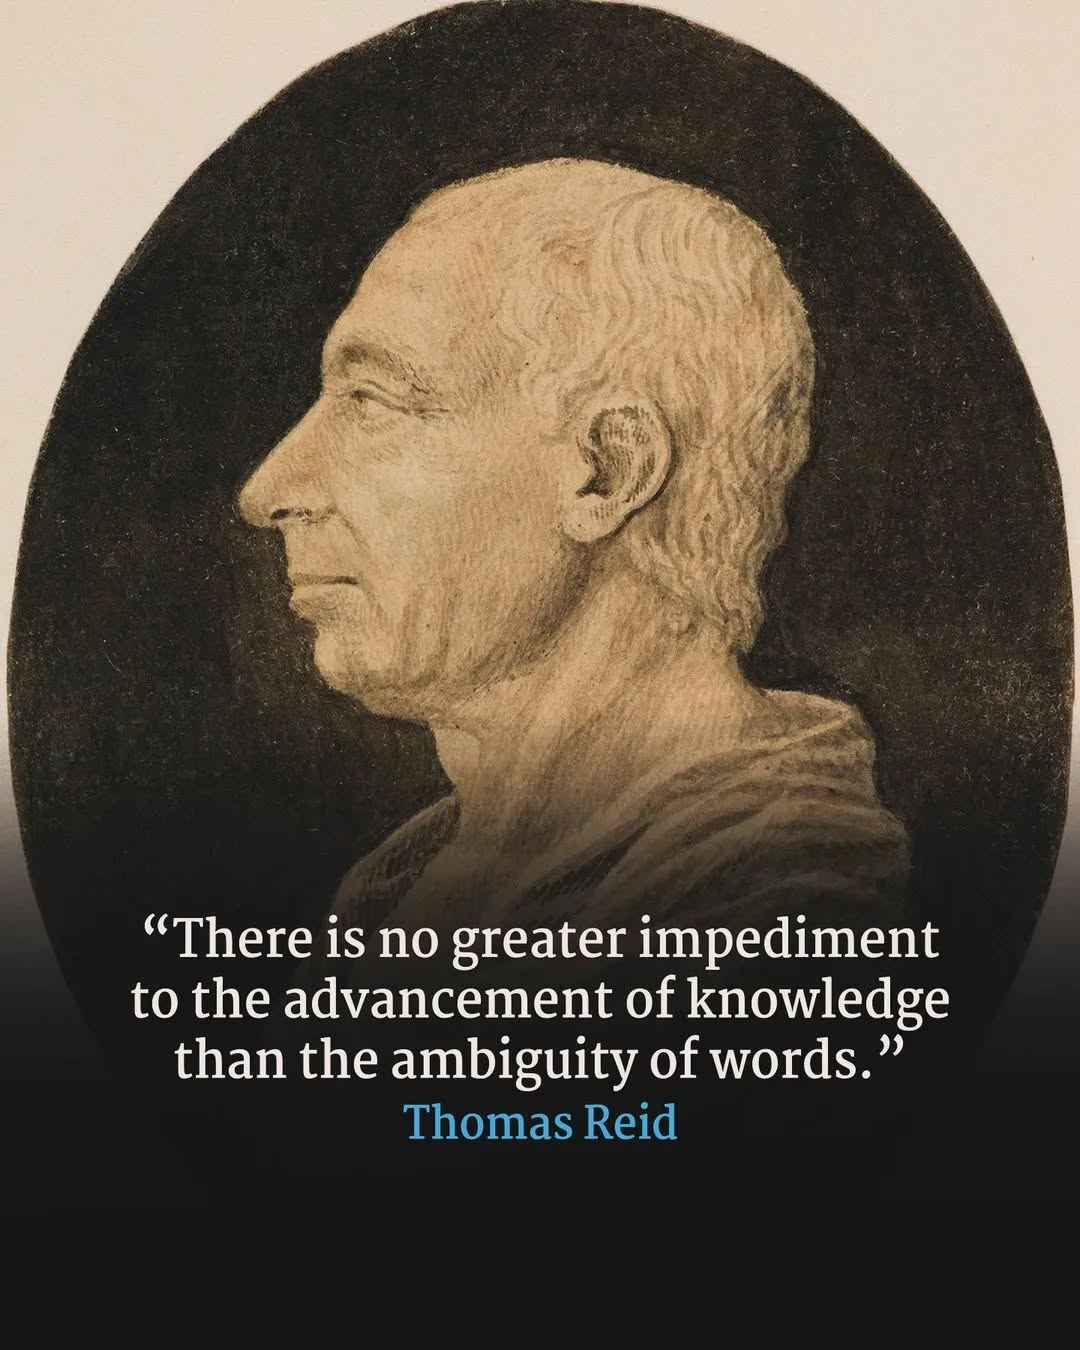 “There is no greater impediment
to the advancement of knowledge
than the ambiguity of words.”
Thomas Reid